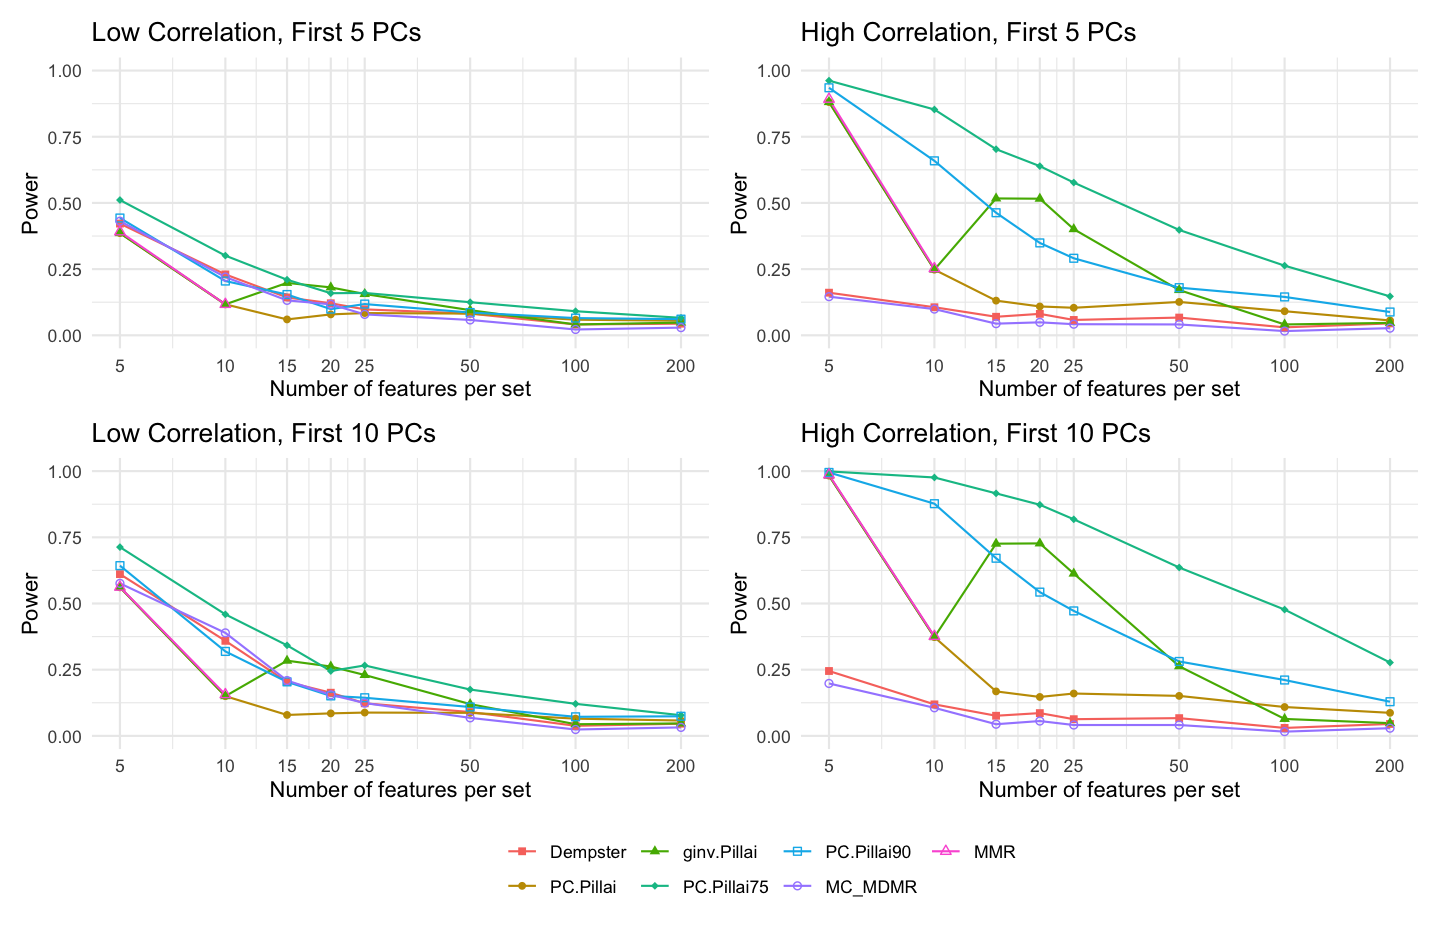 Low Correlation, First 5 PCs
High Correlation, First 5 PCs
Power
1.00
0.75
0.50
0.25
0.00
5 10 15 20 25 50 100 200
Number of features per set
Power
1.00
0.75
0.50
0.25
0.00
5 10 15 20 25 50 100 200
Number of features per set
Low Correlation, First 10 PCs
High Correlation, First 10 PCs
Power
1.00
0.75
0.50
0.25
0.00
5 10 15 20 25 50 100 200
Number of features per set
Power
1.00
0.75
0.50
0.25
0.00
5 10 15 20 25 50 100 200
Number of features per set
Dempster ginv.Pillai PC.Pillai90 MMR
PC.Pillai PC.Pillai75 MC_MDMR